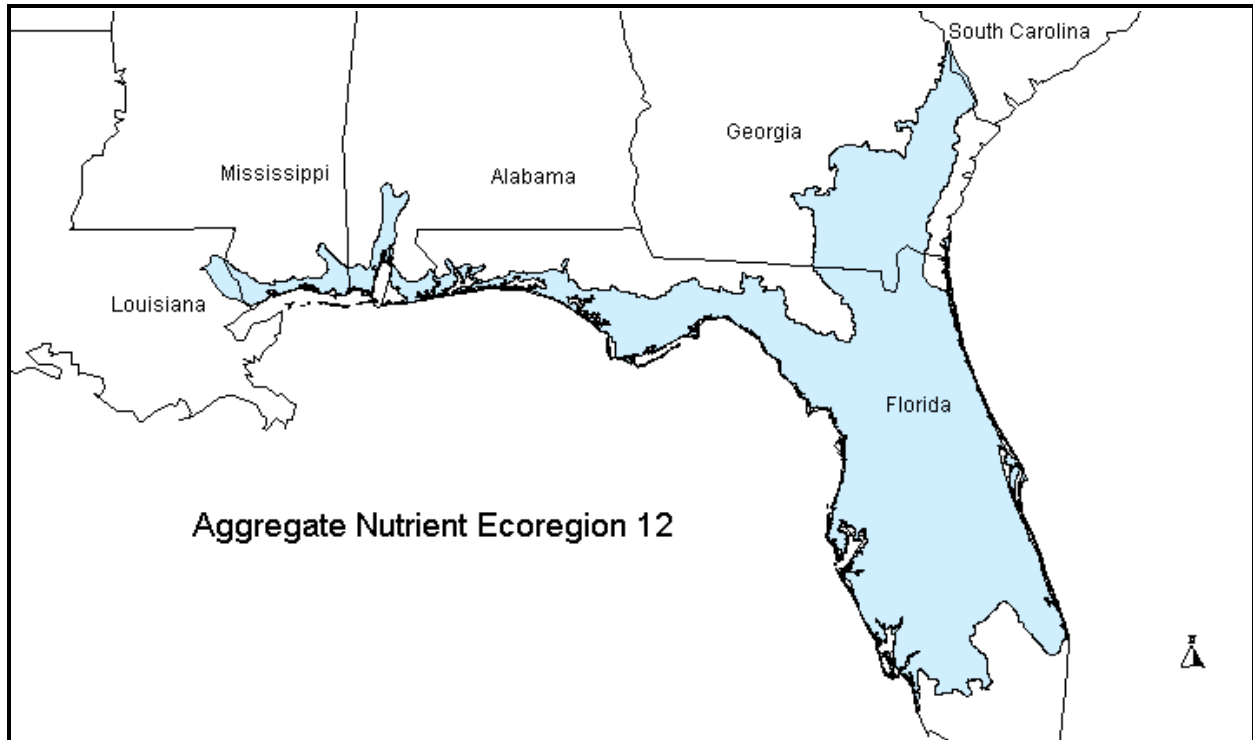 South Carolina
Georgia
Mississippi
Alabama
Louisiana
Florida
Aggregate Nutrient Ecoregion 12